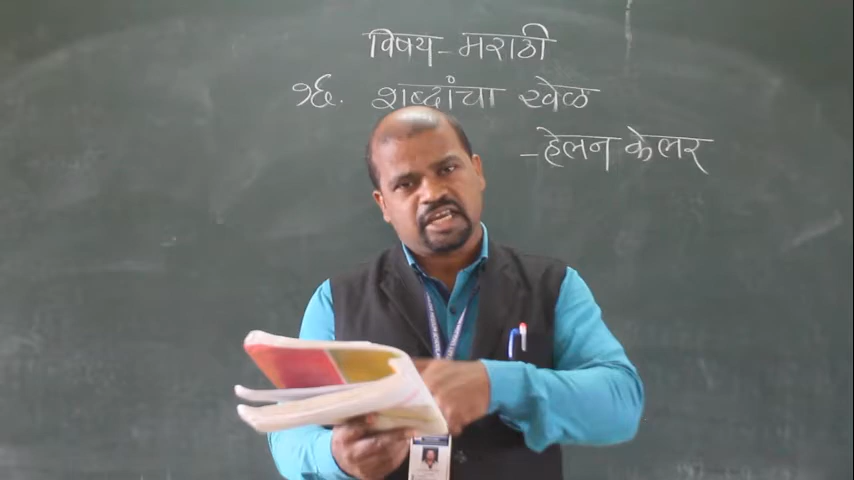 विषय - मराठी
१६. शब्दांचा खेळ
- हेलन केलर